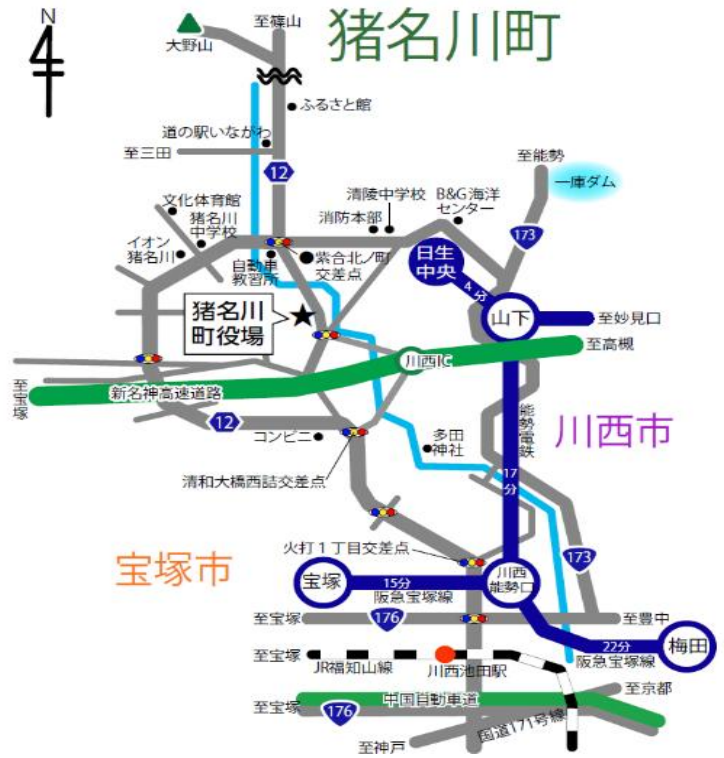 N
猪名川町
至篠山
大野山
ふるさと館
道の駅いながわ
至三田
12
至能勢
一庫ダム
文化体育館
猪名川
中学校
清陵中学校
消防本部
B&G海洋
センター
173
イオン
猪名川
自動車
教習所
紫合北ノ町
交差点
日生
中央
4分
山下
至妙見口
猪名川
町役場
川西IC
至高槻
至宝塚
新名神高速道路
能勢電鉄
12
コンビニ
多田
神社
川西市
清和大橋西詰交差点
17分
火打1丁目交差点
宝塚市
173
宝塚
15分
阪急宝塚線
川西
能勢口
至宝塚
176
至豊中
22分
梅田
阪急宝塚線
至宝塚
JR福知山線
川西池田駅
至京都
中国自動車道
至宝塚
176
国道171号線
至神戸